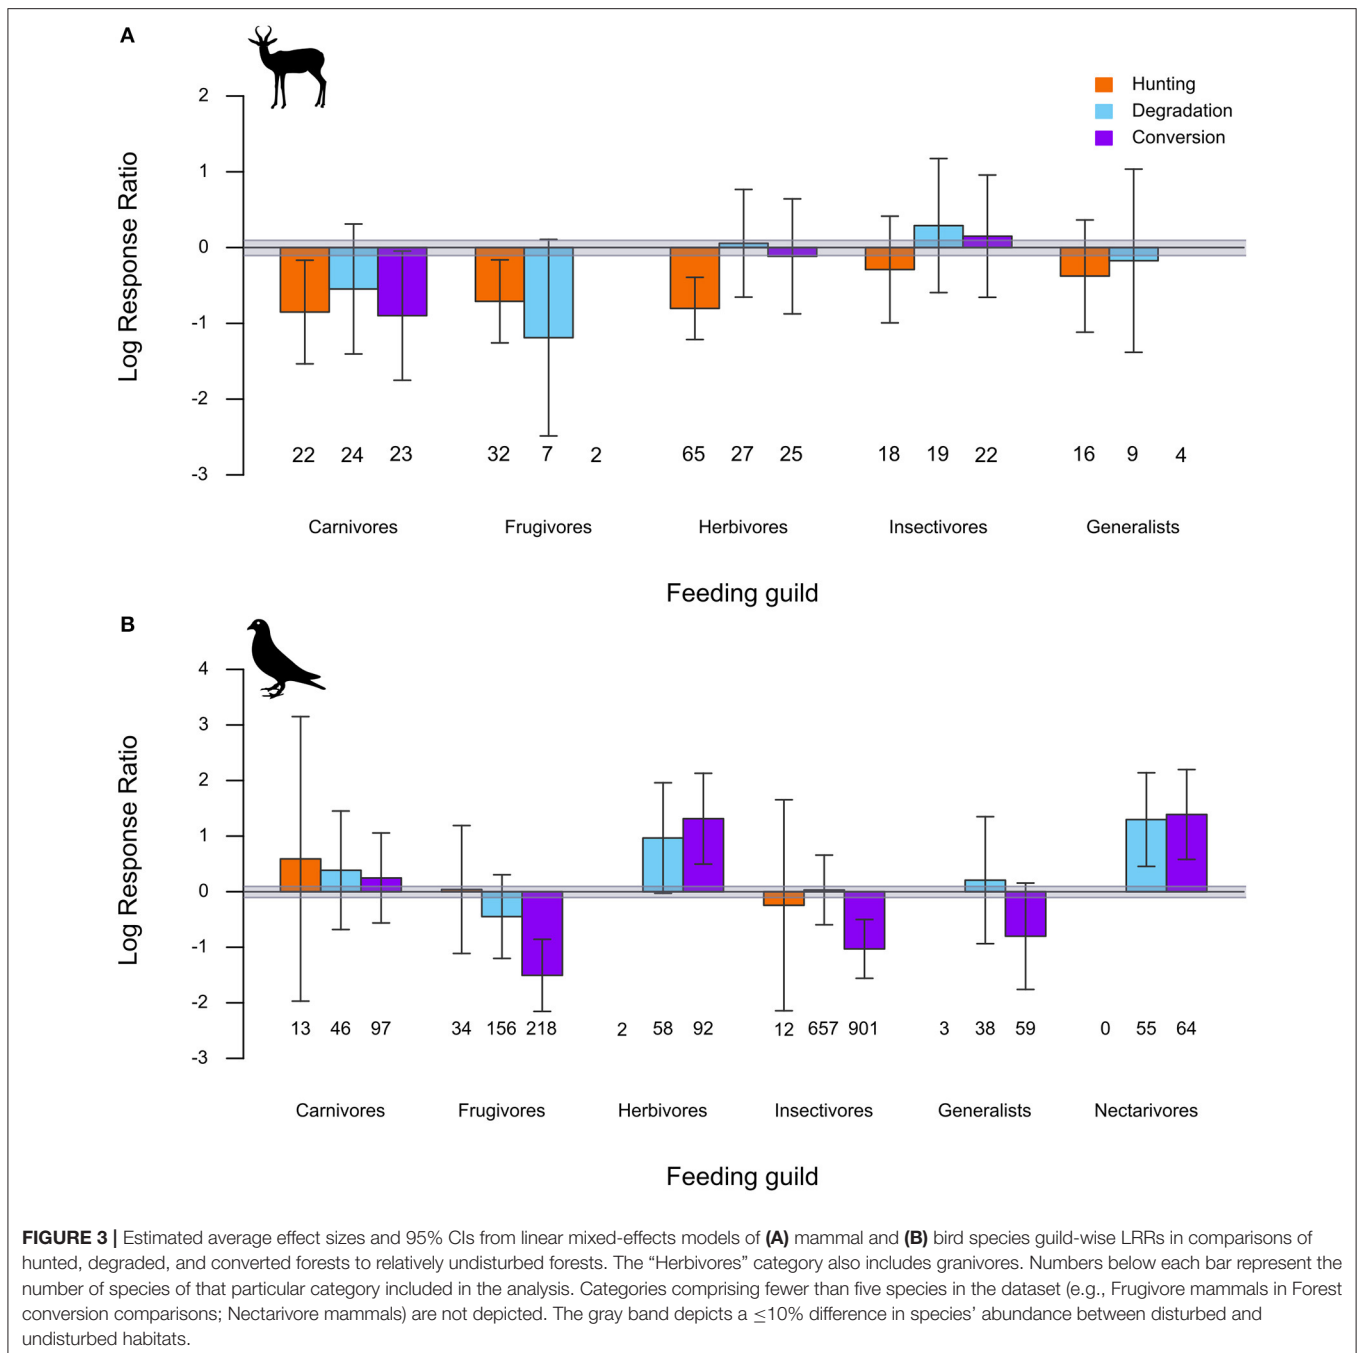 A
Hunting
Degradation
Conversion
Log Response Ratio
2
1
0
-1
-2
-3
22 24 23 32 7 2 65 27 25 18 19 22 16 9 4
Carnivores Frugivores Herbivores Insectivores Generalists
Feeding guild
B
Log Response Ratio
4
3
2
1
0
-1
-2
-3
13 46 97 34 156 218 2 58 92 12 657 901 3 38 59 0 55 64
Carnivores Frugivores Herbivores Insectivores Generalists Nectarivores
Feeding guild
FIGURE 3 | Estimated average effect sizes and 95% CIs from linear mixed-effects models of (A) mammal and (B) bird species guild-wise LRRs in comparisons of
hunted, degraded, and converted forests to relatively undisturbed forests. The “Herbivores” category also includes granivores. Numbers below each bar represent the
number of species of that particular category included in the analysis. Categories comprising fewer than five species in the dataset (e.g., Frugivore mammals in Forest
conversion comparisons; Nectarivore mammals) are not depicted. The gray band depicts a ≤10% difference in species’ abundance between disturbed and
undisturbed habitats.